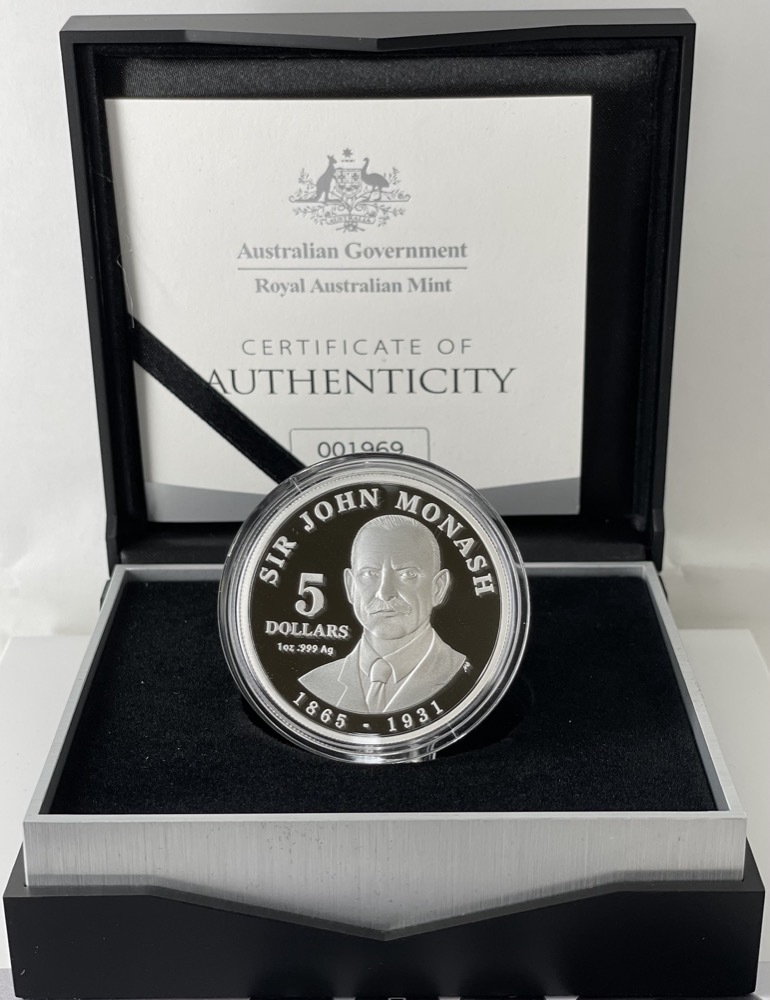 Australian Government
Royal Australian Mint
CERTIFICATE OF
AUTHENTICITY
001969
SIR JOHN MONASH
5
DOLLARS
1oz .999 Ag
1865 - 1931